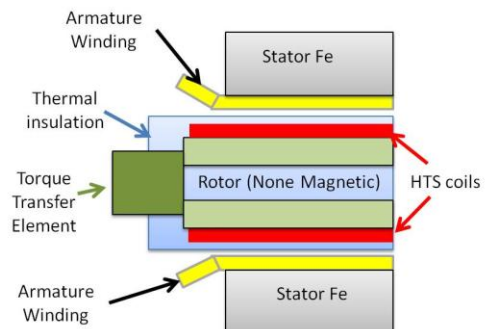 Armature
Winding
Stator Fe
Thermal
insulation
Rotor (None Magnetic)
HTS coils
Torque
Transfer
Element
Armature
Winding
Stator Fe